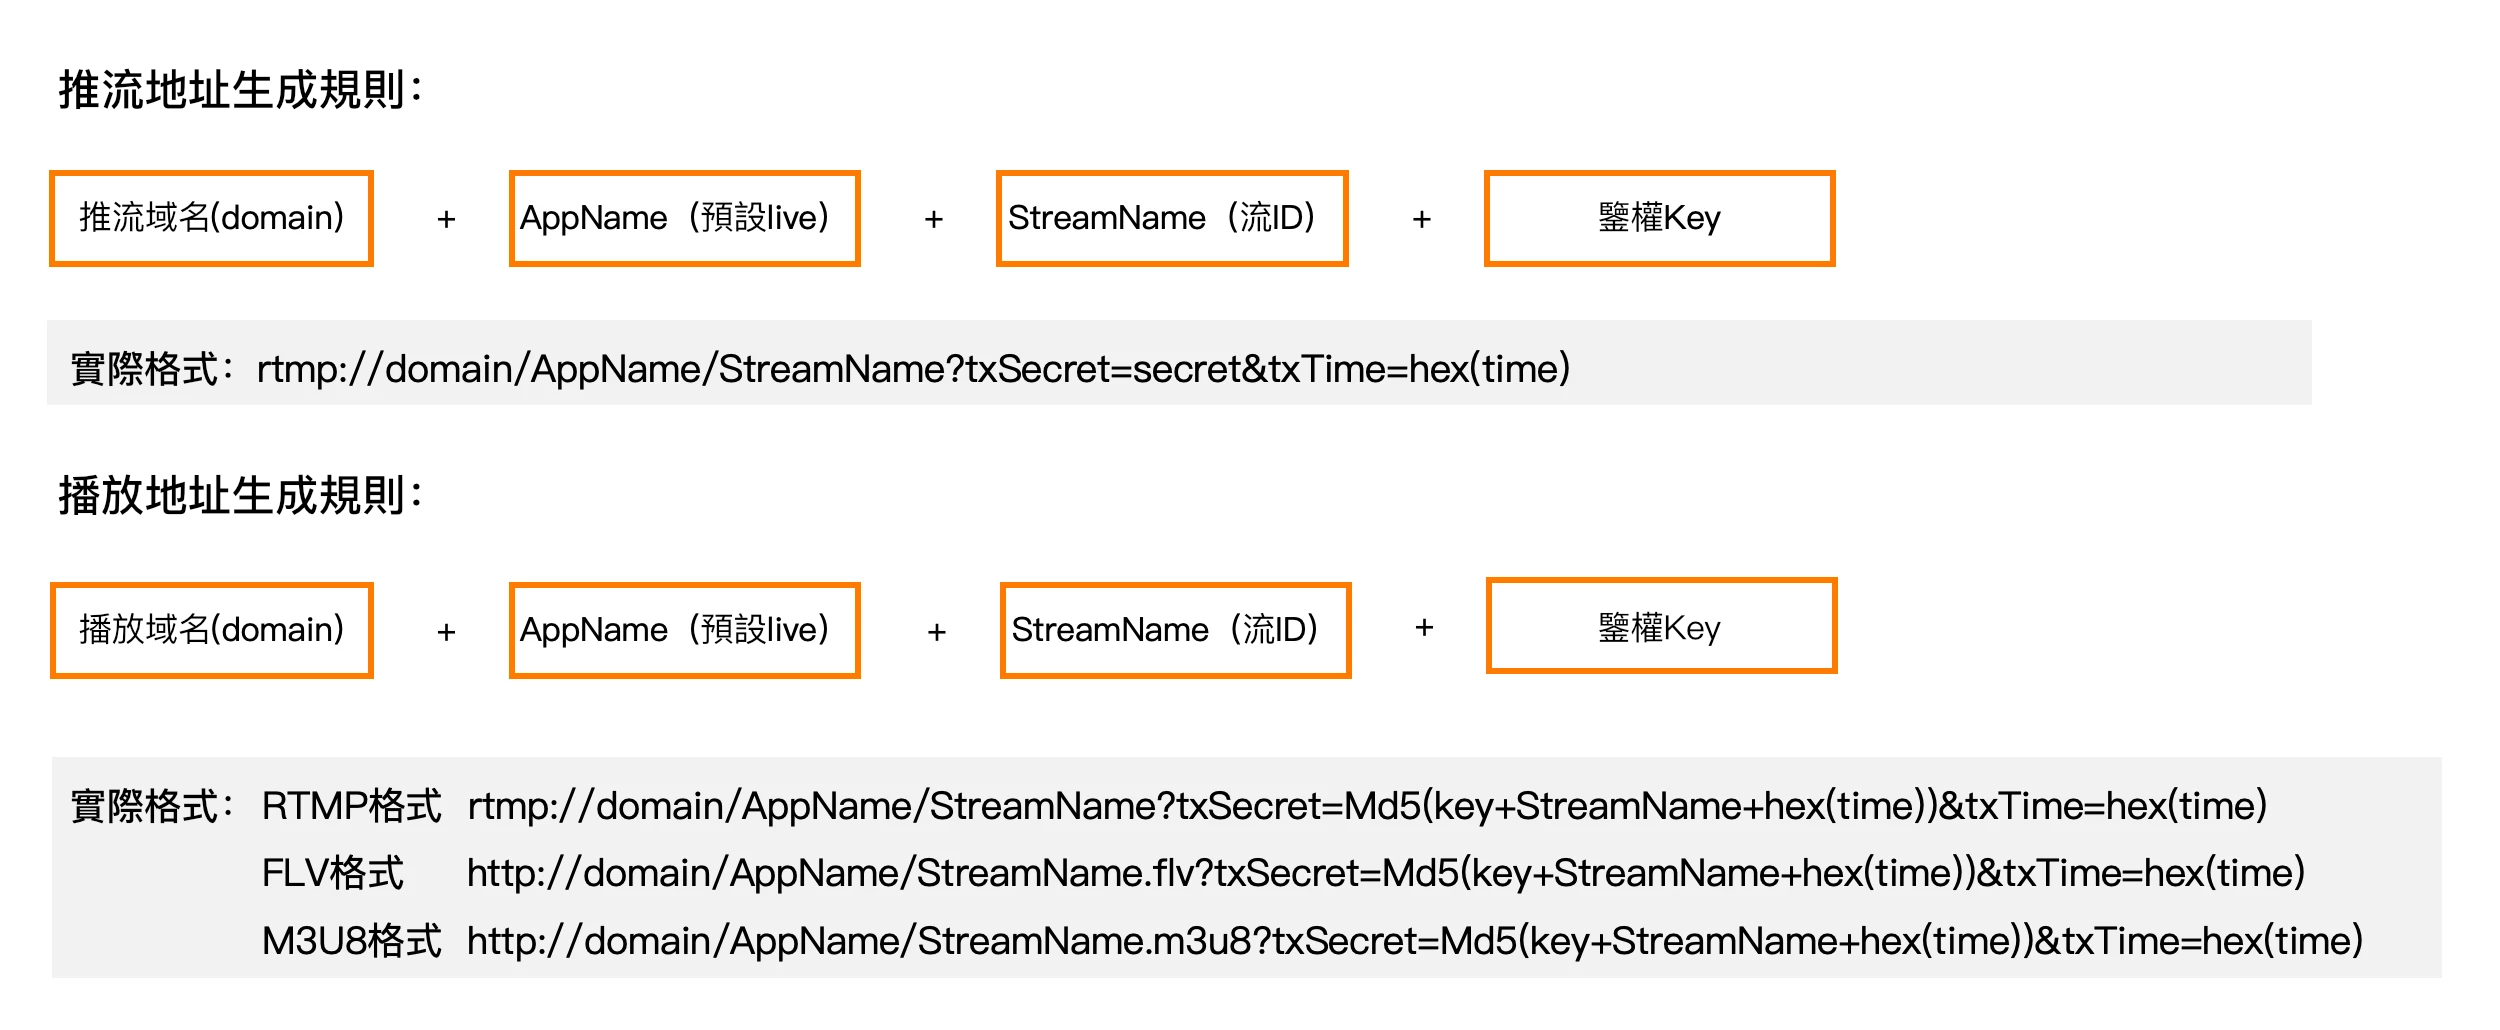 推流地址生成規則：
推流域名(domain) + AppName（預設live） + StreamName（流ID） + 鑒權Key
實際格式：rtmp://domain/AppName/StreamName?txSecret=secret&txTime=hex(time)
播放地址生成規則：
播放域名(domain) + AppName（預設live） + StreamName（流ID） + 鑒權Key
實際格式：RTMP格式 rtmp://domain/AppName/StreamName?txSecret=Md5(key+StreamName+hex(time))&txTime=hex(time)
FLV格式 http://domain/AppName/StreamName.flv?txSecret=Md5(key+StreamName+hex(time))&txTime=hex(time)
M3U8格式 http://domain/AppName/StreamName.m3u8?txSecret=Md5(key+StreamName+hex(time))&txTime=hex(time)